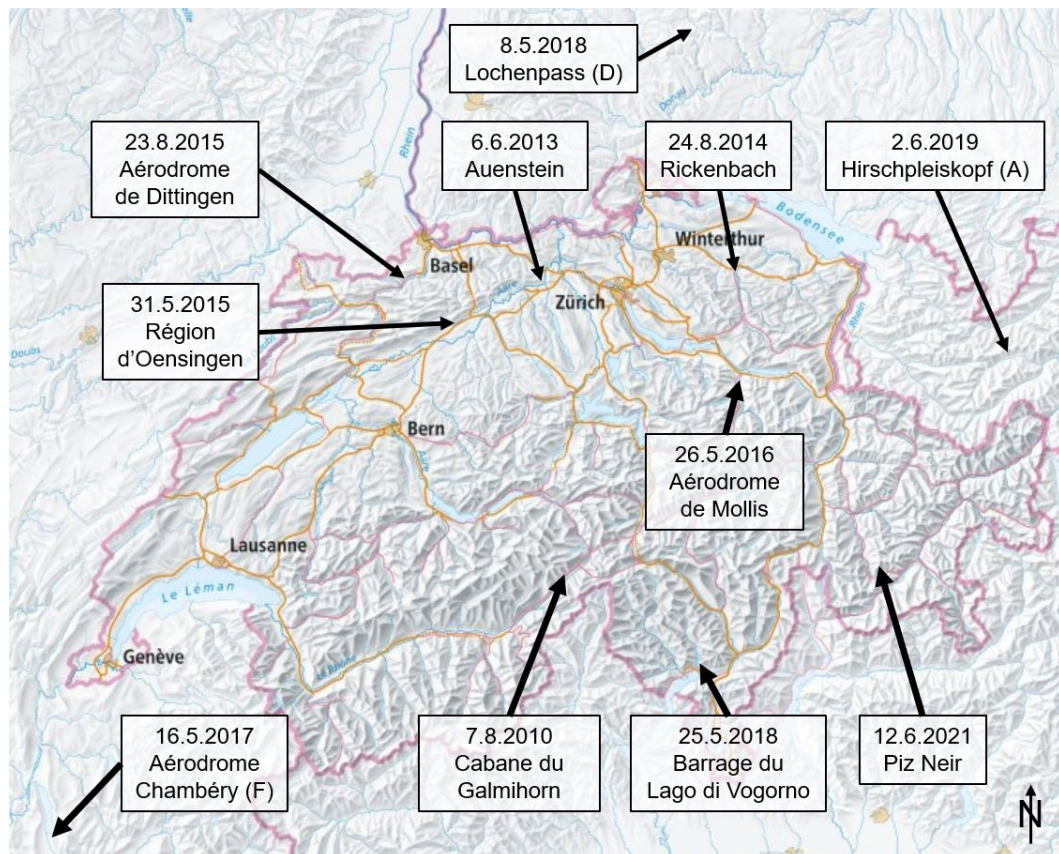 8.5.2018
Lochenpass (D)
23.8.2015
Aérodrome
de Dittingen
6.6.2013
Auenstein
24.8.2014
Rickenbach
2.6.2019
Hirschpleiskopf (A)
31.5.2015
Région
d'Oensingen
26.5.2016
Aérodrome
de Mollis
16.5.2017
Aérodrome
Chambéry (F)
7.8.2010
Cabane du
Galmihorn
25.5.2018
Barrage du
Lago di Vogorno
12.6.2021
Piz Neir
Rhein
Donau
Bodensee
Basel
Winterthur
Aare
Zürich
Rhein
Doubs
Doubs
Bern
Aare
Lausanne
Le Léman
Le Rhône
Genève
N